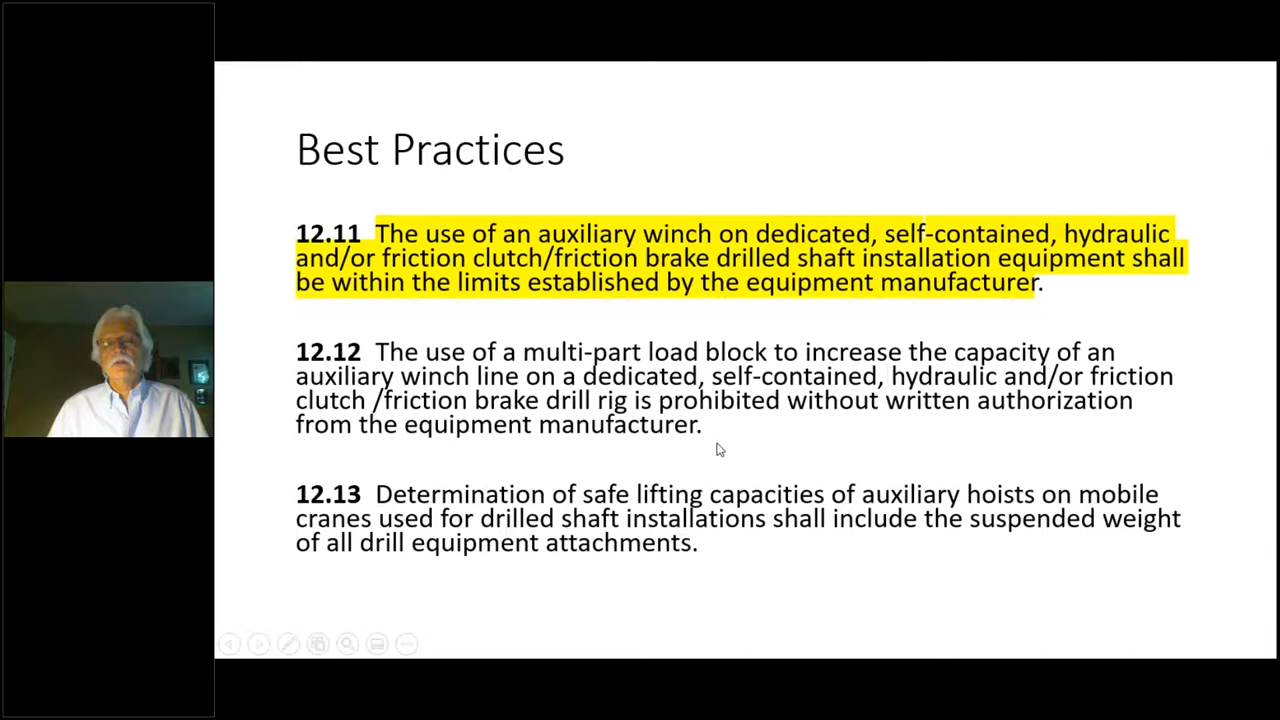 Best Practices
12.11 The use of an auxiliary winch on dedicated, self-contained, hydraulic
and/or friction clutch/friction brake drilled shaft installation equipment shall
be within the limits established by the equipment manufacturer.
12.12 The use of a multi-part load block to increase the capacity of an
auxiliary winch line on a dedicated, self-contained, hydraulic and/or friction
clutch /friction brake drill rig is prohibited without written authorization
from the equipment manufacturer.
12.13 Determination of safe lifting capacities of auxiliary hoists on mobile
cranes used for drilled shaft installations shall include the suspended weight
of all drill equipment attachments.